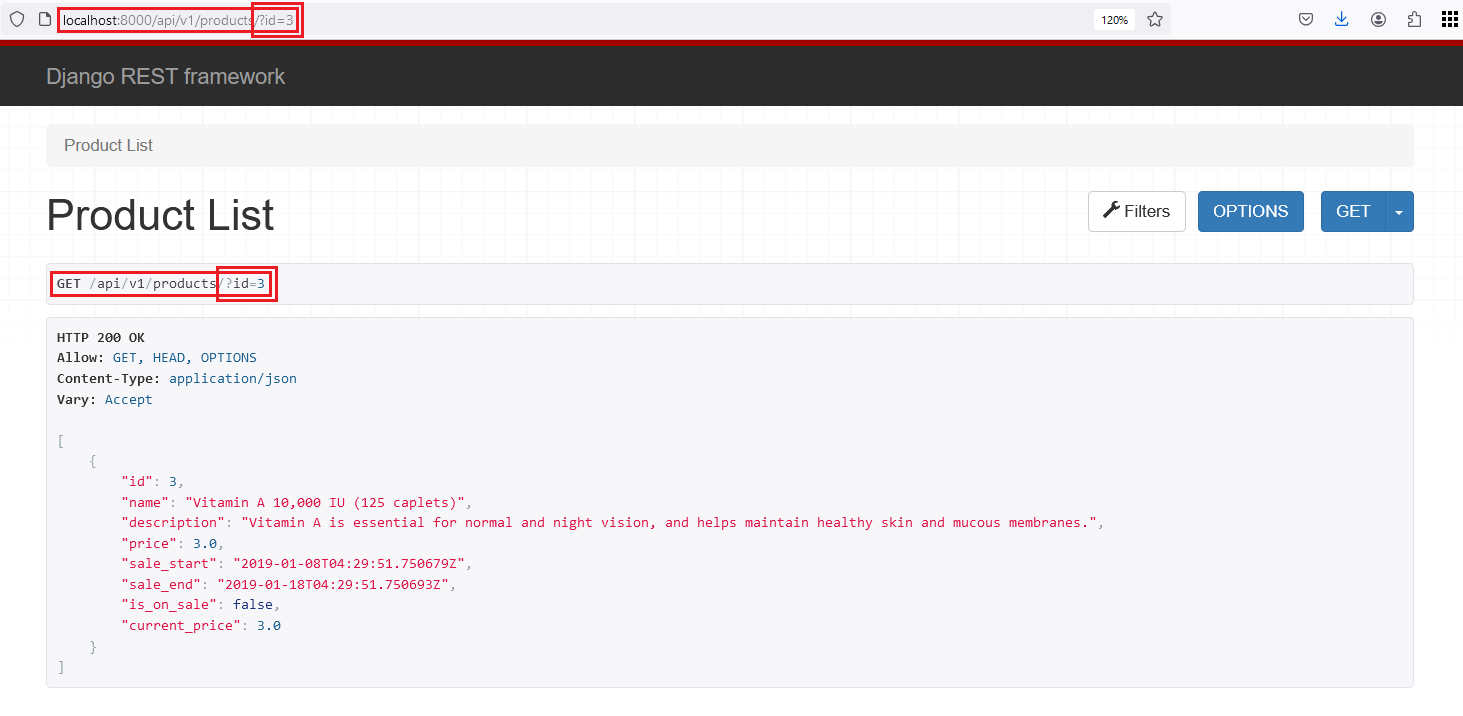 localhost:8000/api/v1/products/?id=3
120%
Django REST framework
Product List
Product List
Filters
OPTIONS
GET
GET /api/v1/products/?id=3
HTTP 200 OK
Allow: GET, HEAD, OPTIONS
Content-Type: application/json
Vary: Accept
[
    {
        "id": 3,
        "name": "Vitamin A 10,000 IU (125 caplets)",
        "description": "Vitamin A is essential for normal and night vision, and helps maintain healthy skin and mucous membranes.",
        "price": 3.0,
        "sale_start": "2019-01-08T04:29:51.750679Z",
        "sale_end": "2019-01-18T04:29:51.750693Z",
        "is_on_sale": false,
        "current_price": 3.0
    }
]